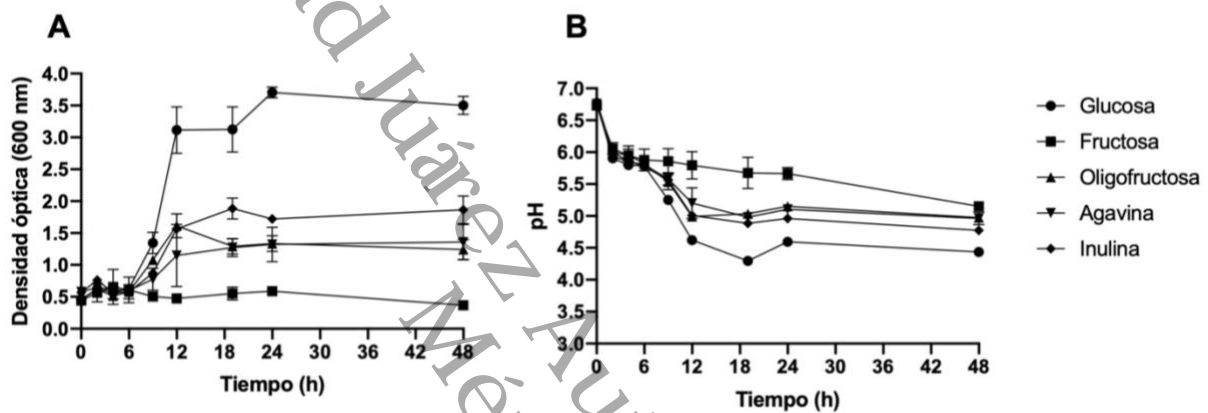 A
B
Densidad óptica (600 nm)
4.0
3.5
3.0
2.5
2.0
1.5
1.0
0.5
0.0
0 6 12 18 24 30 36 42 48
Tiempo (h)
pH
7.0
6.5
6.0
5.5
5.0
4.5
4.0
3.5
3.0
0 6 12 18 24 30 36 42 48
Tiempo (h)
Glucosa
Fructosa
Oligofructosa
Agavina
Inulina
Juárez